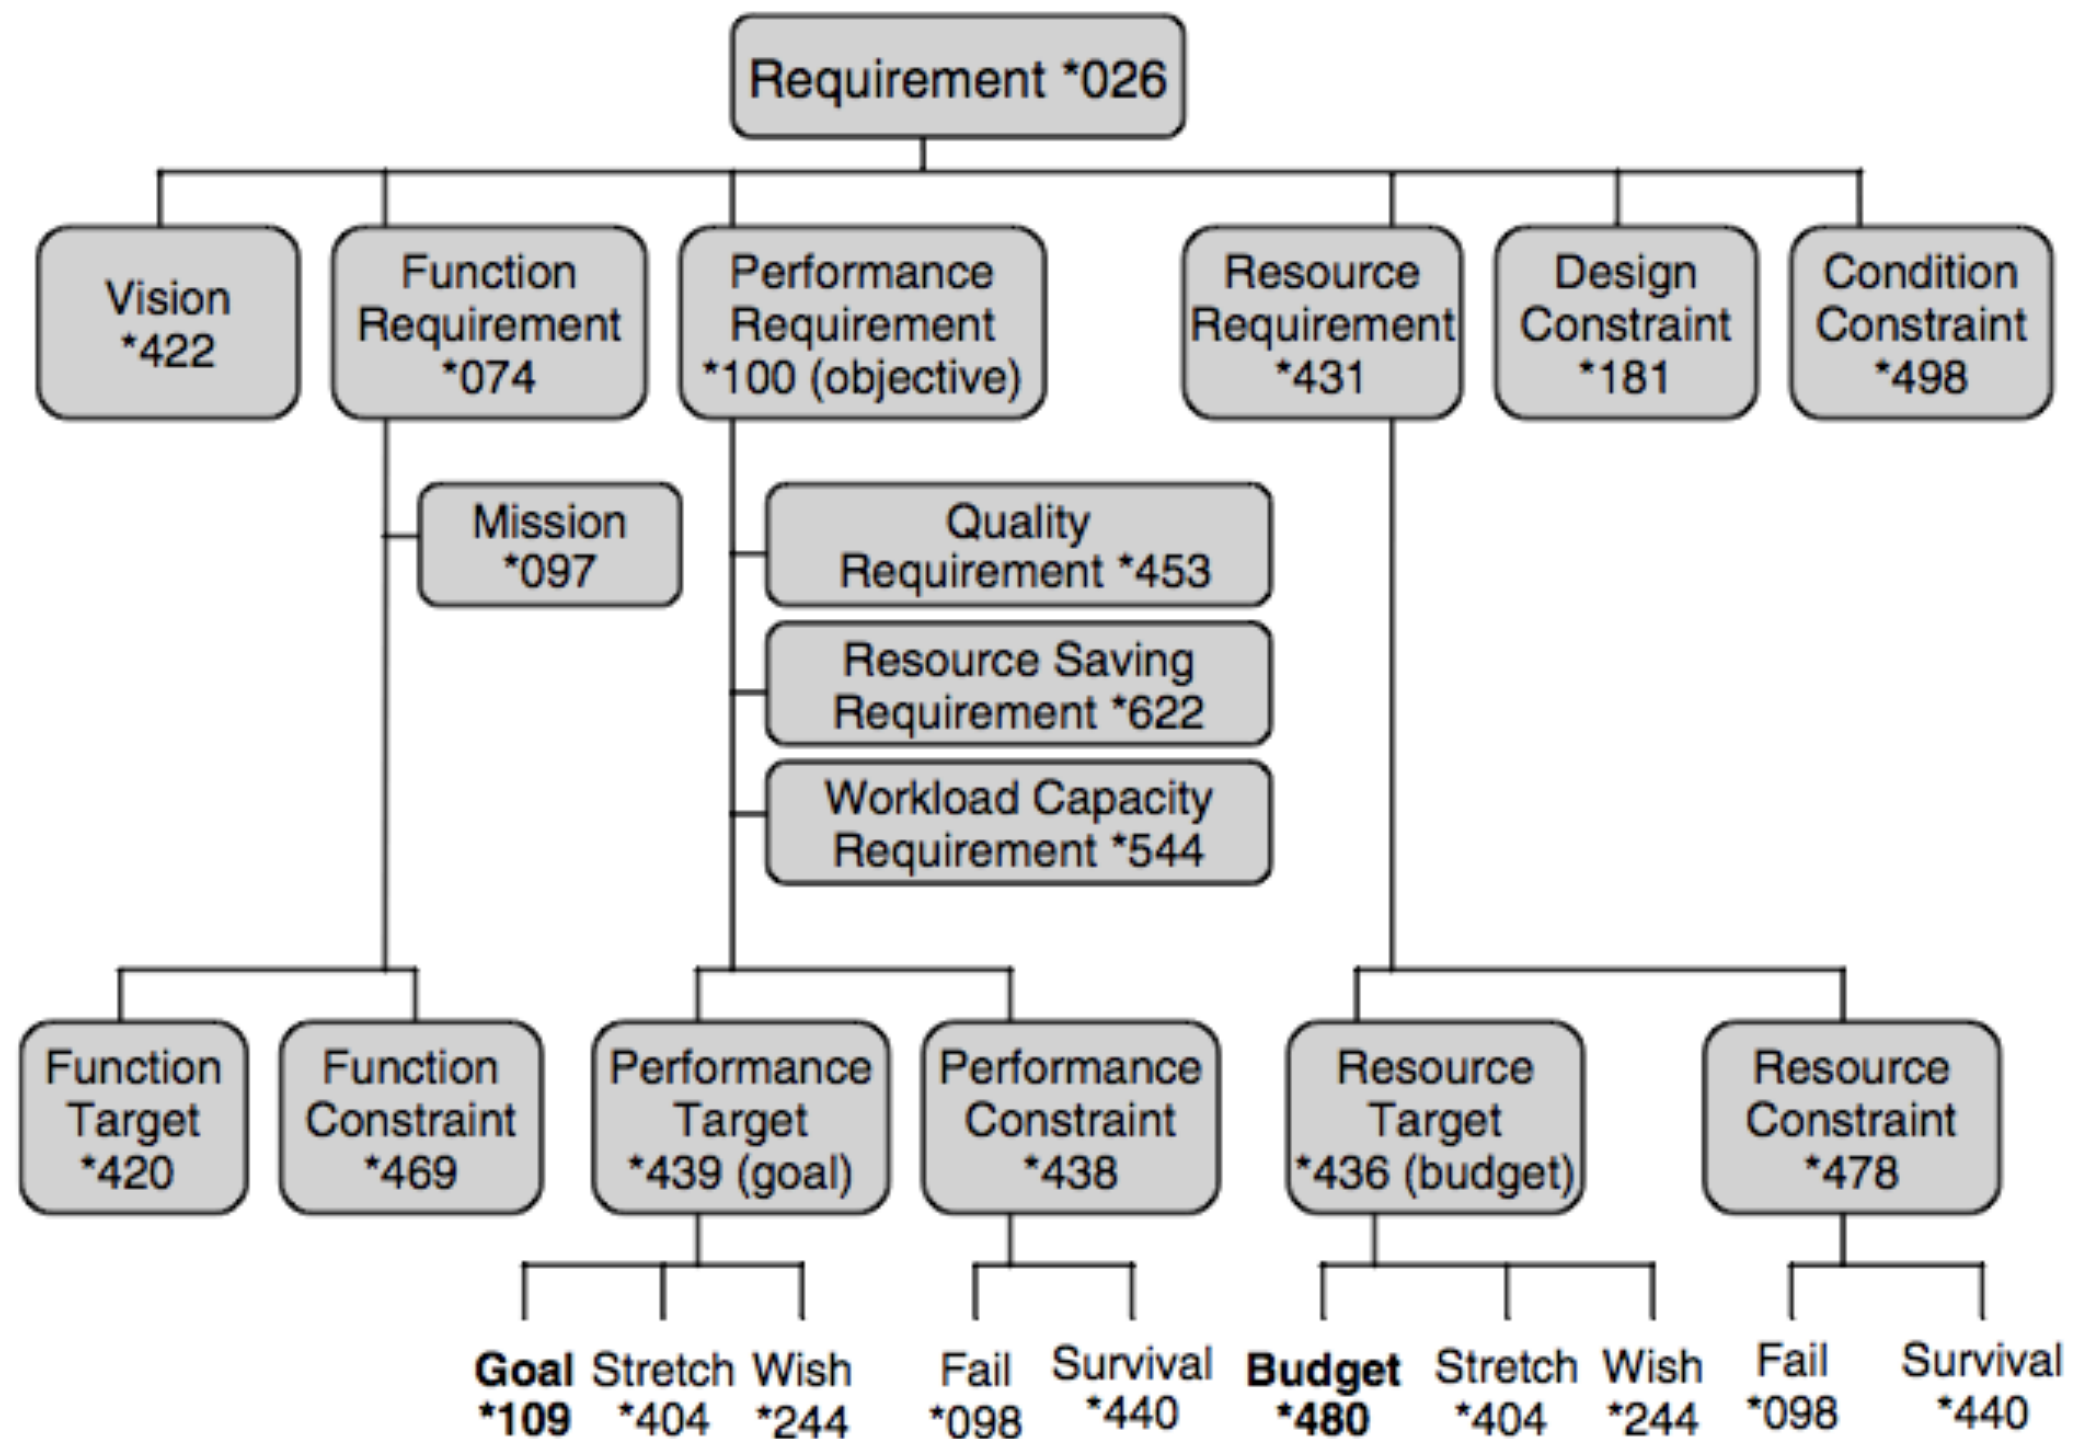 Requirement *026
Vision
*422
Function
Requirement
*074
Performance
Requirement
*100 (objective)
Resource
Requirement
*431
Design
Constraint
*181
Condition
Constraint
*498
Mission
*097
Quality
Requirement *453
Resource Saving
Requirement *622
Workload Capacity
Requirement *544
Function
Target
*420
Function
Constraint
*469
Performance
Target
*439 (goal)
Performance
Constraint
*438
Resource
Target
*436 (budget)
Resource
Constraint
*478
Goal
*109
Stretch
*404
Wish
*244
Fail
*098
Survival
*440
Budget
*480
Stretch
*404
Wish
*244
Fail
*098
Survival
*440